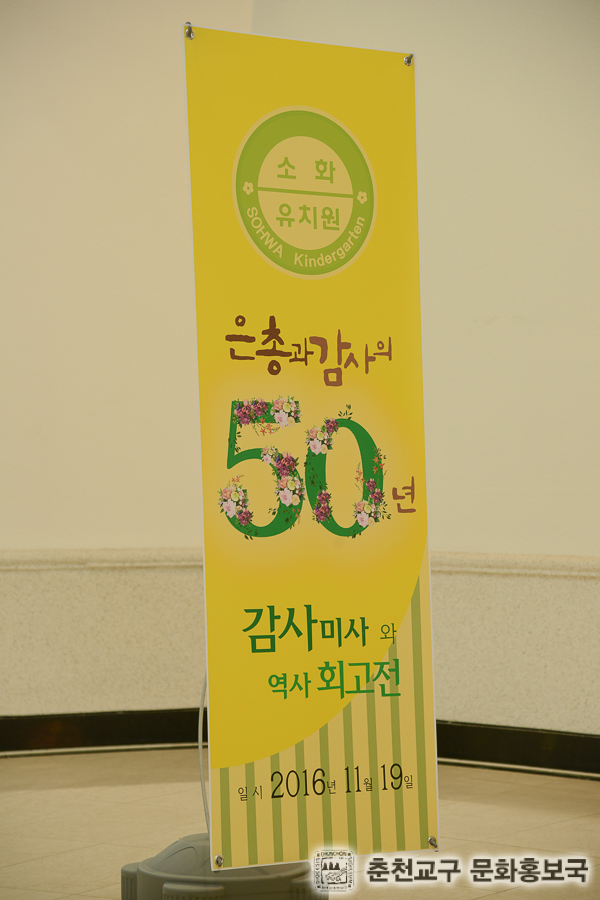 소 화
유치원
SOHWA Kindergarten
은총과감사의
50년
감사미사 와
역사 회고전
일시 2016년 11월 19일
춘천교구 문화홍보국